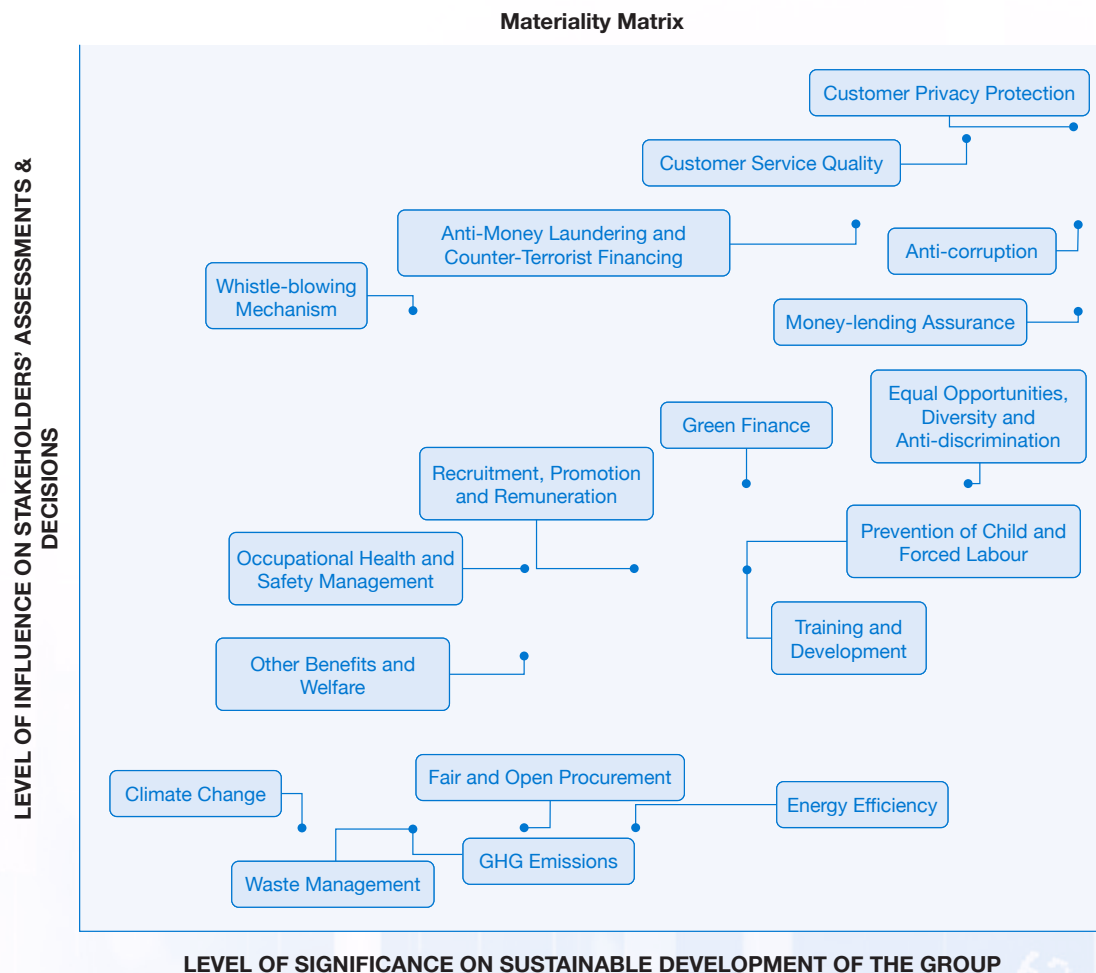 Materiality Matrix
LEVEL OF INFLUENCE ON STAKEHOLDERS' ASSESSMENTS &
DECISIONS
Customer Privacy Protection
Customer Service Quality
Anti-Money Laundering and
Counter-Terrorist Financing
Anti-corruption
Whistle-blowing
Mechanism
Money-lending Assurance
Equal Opportunities,
Diversity and
Anti-discrimination
Green Finance
Recruitment, Promotion
and Remuneration
Prevention of Child and
Forced Labour
Occupational Health and
Safety Management
Training and
Development
Other Benefits and
Welfare
Fair and Open Procurement
Climate Change
Energy Efficiency
GHG Emissions
Waste Management
LEVEL OF SIGNIFICANCE ON SUSTAINABLE DEVELOPMENT OF THE GROUP